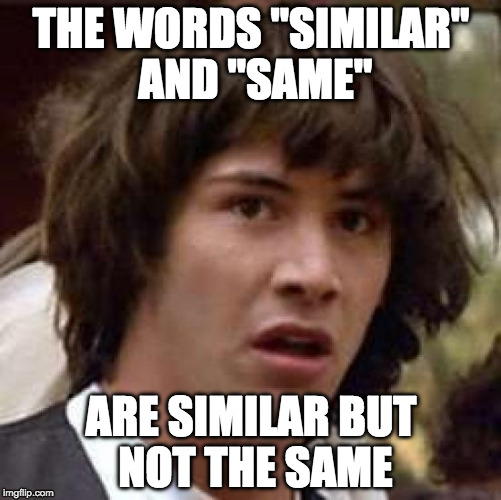 THE WORDS "SIMILAR"
AND "SAME"
ARE SIMILAR BUT
NOT THE SAME
imgflip.com